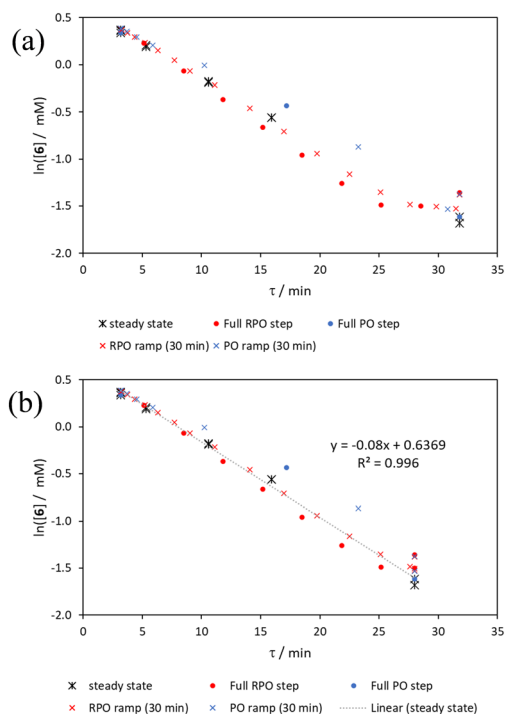 (a)
0.5
0.0
-0.5
-1.0
-1.5
-2.0
ln([6] / mM)
0 5 10 15 20 25 30 35
τ / min
steady state Full RPO step Full PO step
RPO ramp (30 min) PO ramp (30 min)
(b)
0.5
0.0
-0.5
-1.0
-1.5
-2.0
ln([6] / mM)
y = -0.08x + 0.6369
R² = 0.996
0 5 10 15 20 25 30 35
τ / min
steady state Full RPO step Full PO step
RPO ramp (30 min) PO ramp (30 min) Linear (steady state)